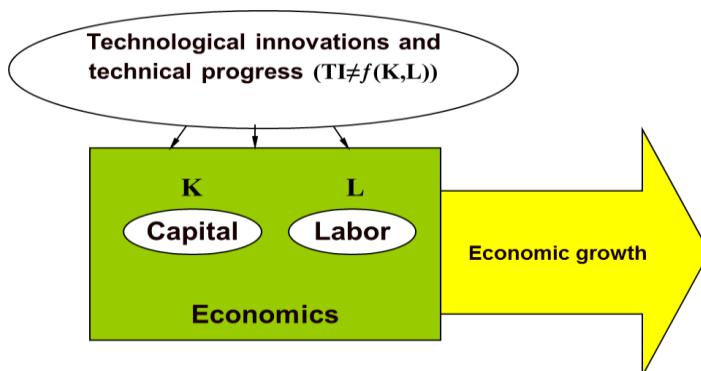 Technological innovations and
technical progress (TI≠f(K,L))
K L
Capital Labor
Economic growth
Economics